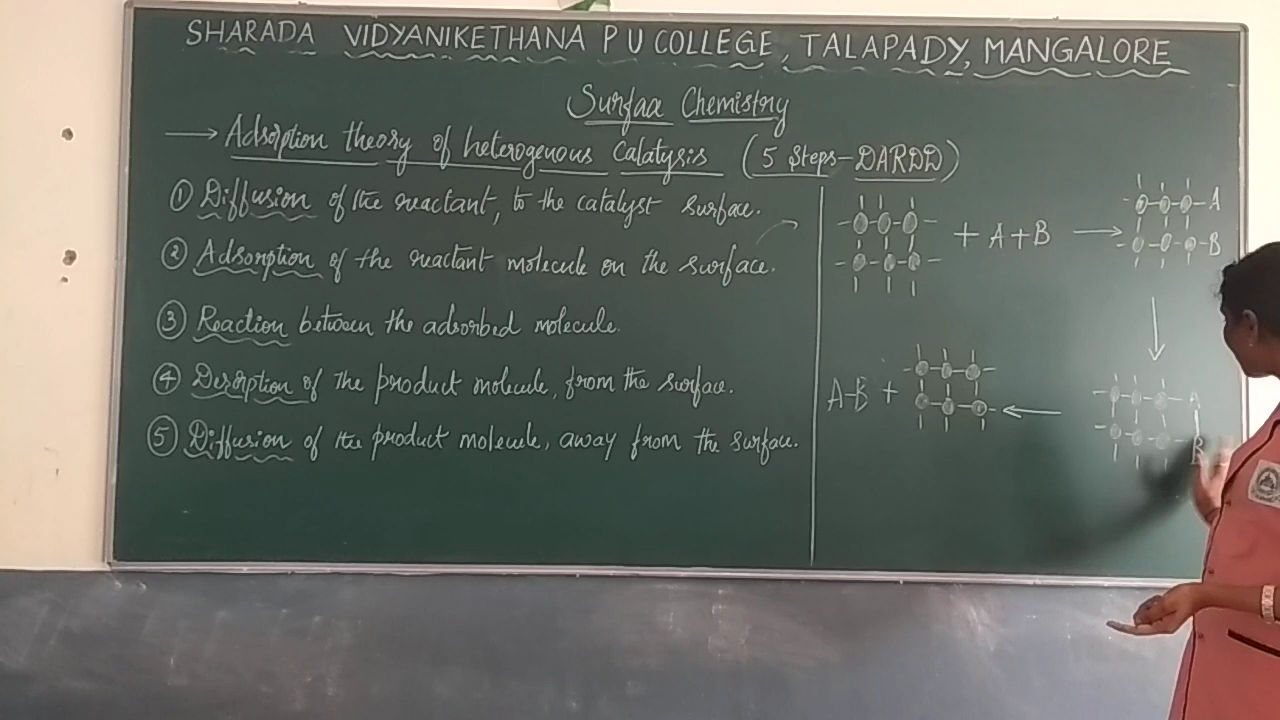 SHARADA VIDYANIKETHANA P U COLLEGE, TALAPADY, MANGALORE
Surface Chemistry
→ Adsorption theory of heterogenous Catalysis (5 Steps-DARDD)
① Diffusion of the reactant, to the catalyst surface.
② Adsorption of the reactant molecule on the surface.
③ Reaction between the adsorbed molecule.
④ Desorption of the product molecule, from the surface.
⑤ Diffusion of the product molecule, away from the surface.
+ A+B →
A
B
A
B
A-B +